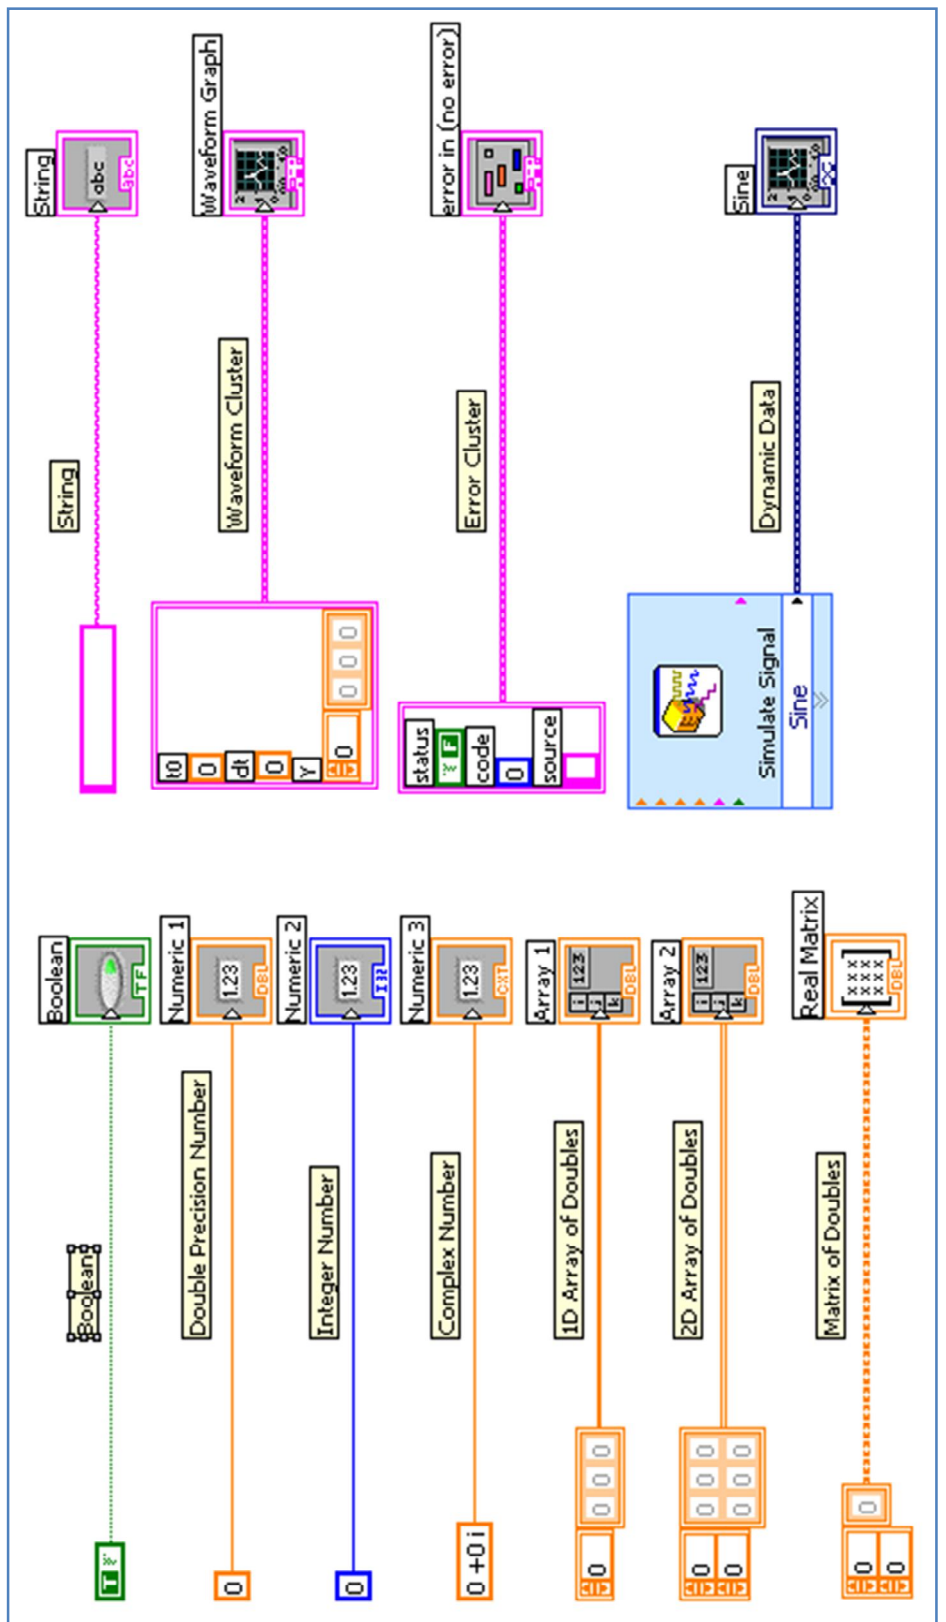 Boolean
Boolean
T
TF
Numeric 1
Double Precision Number
0
1.23
DBL
Numeric 2
Integer Number
0
1.23
I32
Numeric 3
Complex Number
0 +0 i
1.23
CXT
Array 1
1D Array of Doubles
0
0 0 0
i j k 123
DBL
Array 2
2D Array of Doubles
0
0
0 0 0
0 0 0
i j k 123
DBL
Real Matrix
Matrix of Doubles
0
0
0
DBL
String
String
abc
abc
Waveform Graph
Waveform Cluster
t0
0
dt
0
Y
0
0 0 0
error in (no error)
Error Cluster
status
F
code
0
source
Sine
Dynamic Data
Simulate Signal
Sine